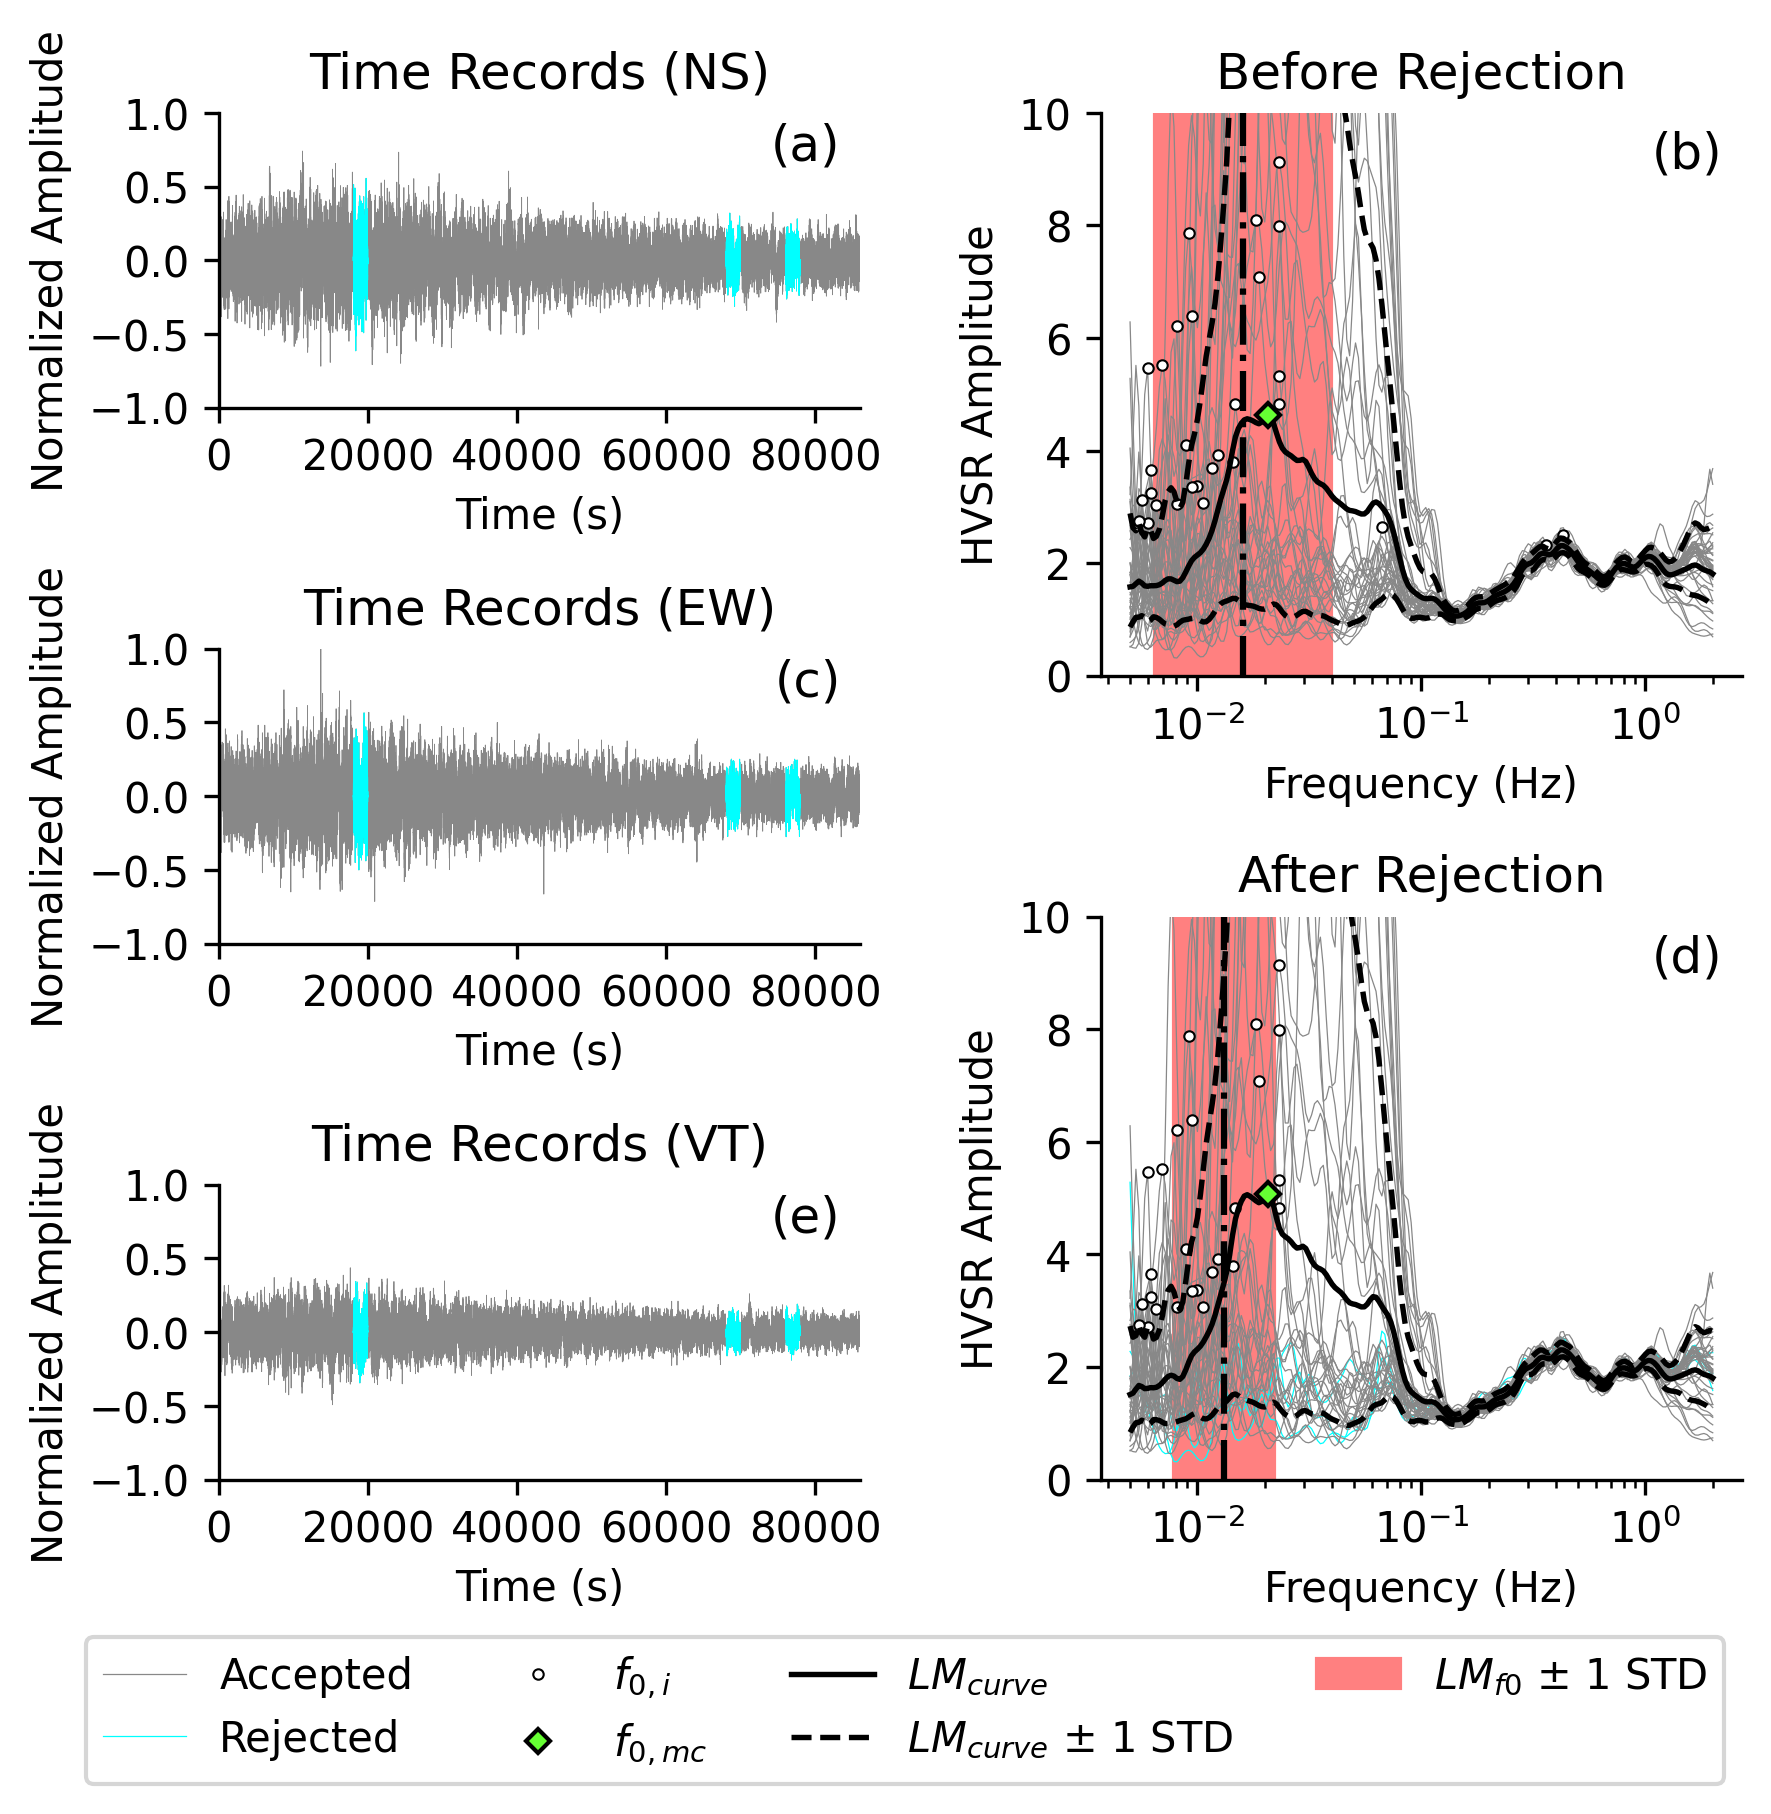 Time Records (NS)
Normalized Amplitude
1.0
0.5
0.0
−0.5
−1.0
(a)
0 20000 40000 60000 80000
Time (s)
Before Rejection
HVSR Amplitude
10
8
6
4
2
0
(b)
10⁻² 10⁻¹ 10⁰
Frequency (Hz)
Time Records (EW)
Normalized Amplitude
1.0
0.5
0.0
−0.5
−1.0
(c)
0 20000 40000 60000 80000
Time (s)
After Rejection
HVSR Amplitude
10
8
6
4
2
0
(d)
10⁻² 10⁻¹ 10⁰
Frequency (Hz)
Time Records (VT)
Normalized Amplitude
1.0
0.5
0.0
−0.5
−1.0
(e)
0 20000 40000 60000 80000
Time (s)
Accepted
Rejected
f0,i
f0,mc
LMcurve
LMcurve ± 1 STD
LMf0 ± 1 STD